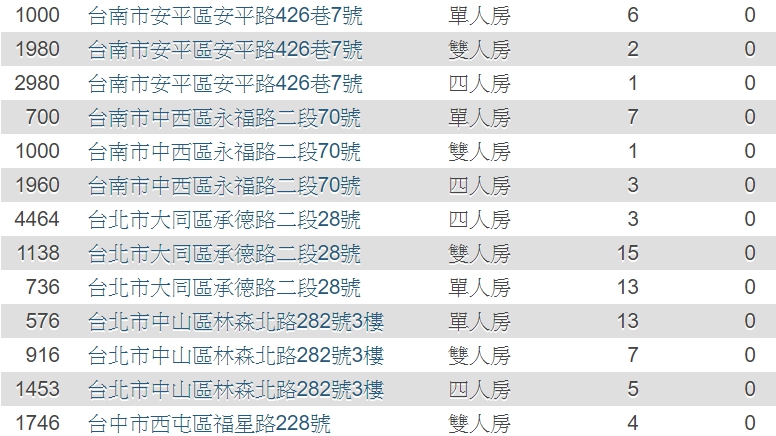 1000 台南市安平區安平路426巷7號 單人房 6 0
1980 台南市安平區安平路426巷7號 雙人房 2 0
2980 台南市安平區安平路426巷7號 四人房 1 0
700 台南市中西區永福路二段70號 單人房 7 0
1000 台南市中西區永福路二段70號 雙人房 1 0
1960 台南市中西區永福路二段70號 四人房 3 0
4464 台北市大同區承德路二段28號 四人房 3 0
1138 台北市大同區承德路二段28號 雙人房 15 0
736 台北市大同區承德路二段28號 單人房 13 0
576 台北市中山區林森北路282號3樓 單人房 13 0
916 台北市中山區林森北路282號3樓 雙人房 7 0
1453 台北市中山區林森北路282號3樓 四人房 5 0
1746 台中市西屯區福星路228號 雙人房 4 0